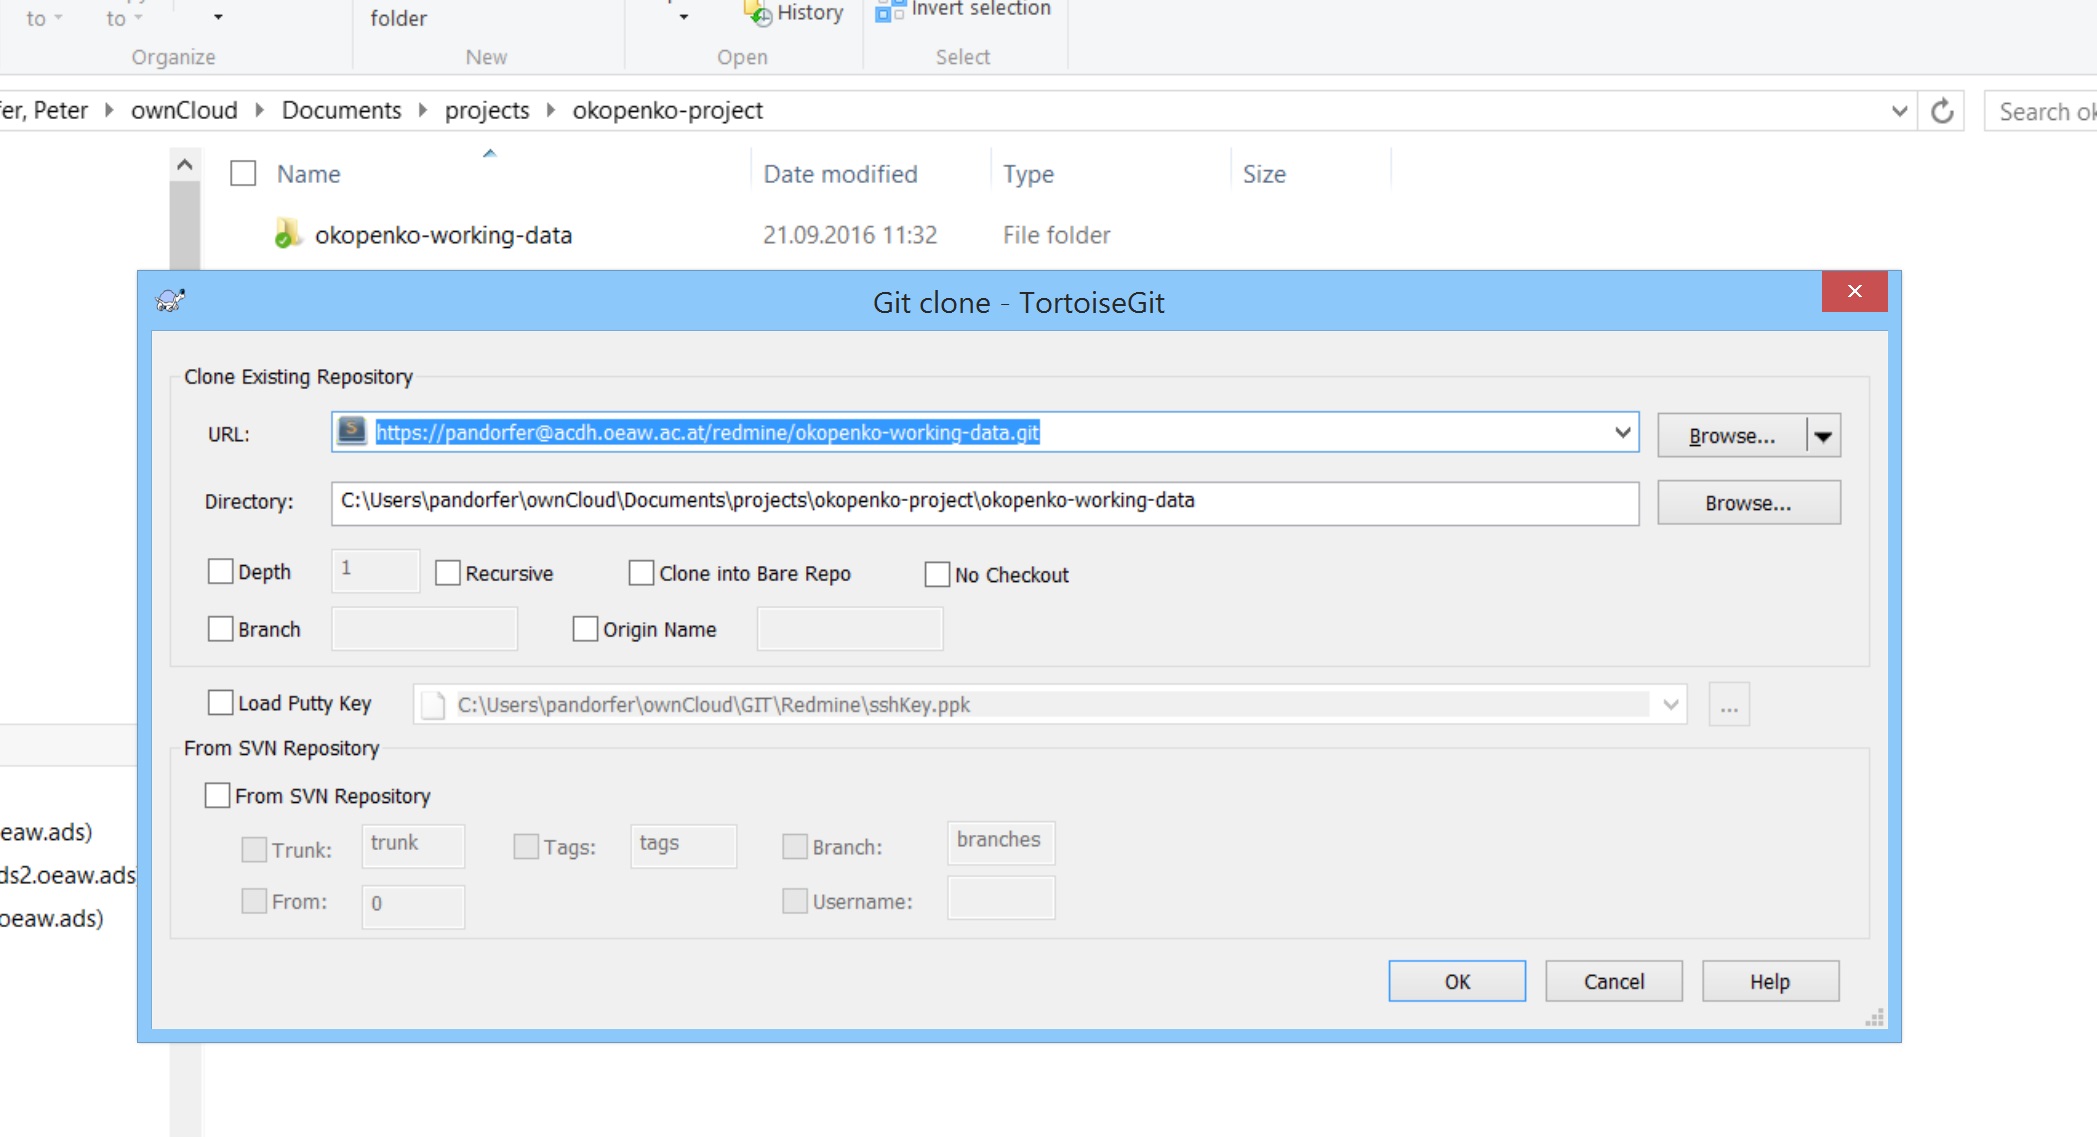 to to
folder
History
Invert selection
Organize New Open Select
fer, Peter ownCloud Documents projects okopenko-project
Search ok
Name Date modified Type Size
okopenko-working-data 21.09.2016 11:32 File folder
Git clone - TortoiseGit
Clone Existing Repository
URL: https://pandorfer@acdh.oeaw.ac.at/redmine/okopenko-working-data.git Browse...
Directory: C:\Users\pandorfer\ownCloud\Documents\projects\okopenko-project\okopenko-working-data Browse...
Depth 1 Recursive Clone into Bare Repo No Checkout
Branch Origin Name
Load Putty Key C:\Users\pandorfer\ownCloud\GIT\Redmine\sshKey.ppk ...
From SVN Repository
From SVN Repository
Trunk: trunk Tags: tags Branch: branches
From: 0 Username:
eaw.ads)
ds2.oeaw.ads
oeaw.ads)
OK Cancel Help